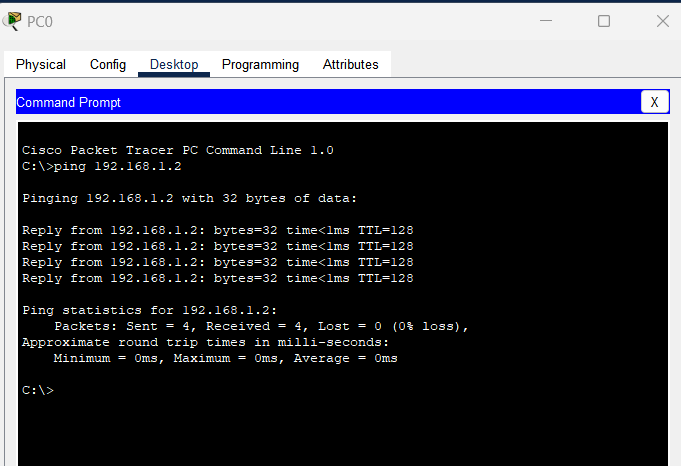 PC0
Physical Config Desktop Programming Attributes
Command Prompt
X
Cisco Packet Tracer PC Command Line 1.0
C:\>ping 192.168.1.2
Pinging 192.168.1.2 with 32 bytes of data:
Reply from 192.168.1.2: bytes=32 time<1ms TTL=128
Reply from 192.168.1.2: bytes=32 time<1ms TTL=128
Reply from 192.168.1.2: bytes=32 time<1ms TTL=128
Reply from 192.168.1.2: bytes=32 time<1ms TTL=128
Ping statistics for 192.168.1.2:
    Packets: Sent = 4, Received = 4, Lost = 0 (0% loss),
Approximate round trip times in milli-seconds:
    Minimum = 0ms, Maximum = 0ms, Average = 0ms
C:\>